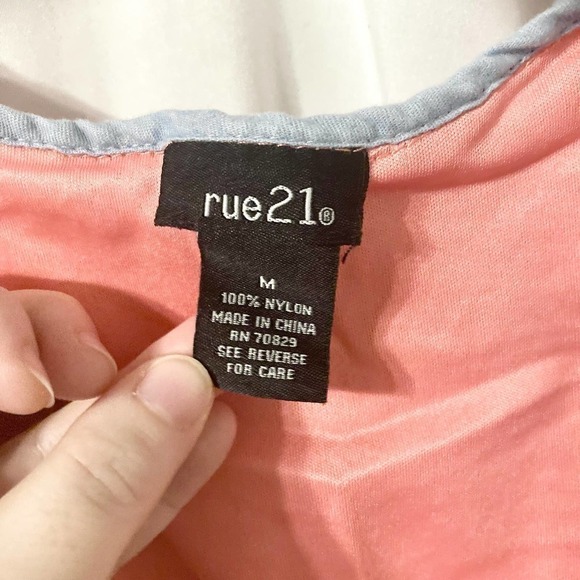 rue21®
M
100% NYLON
MADE IN CHINA
RN 70829
SEE REVERSE
FOR CARE